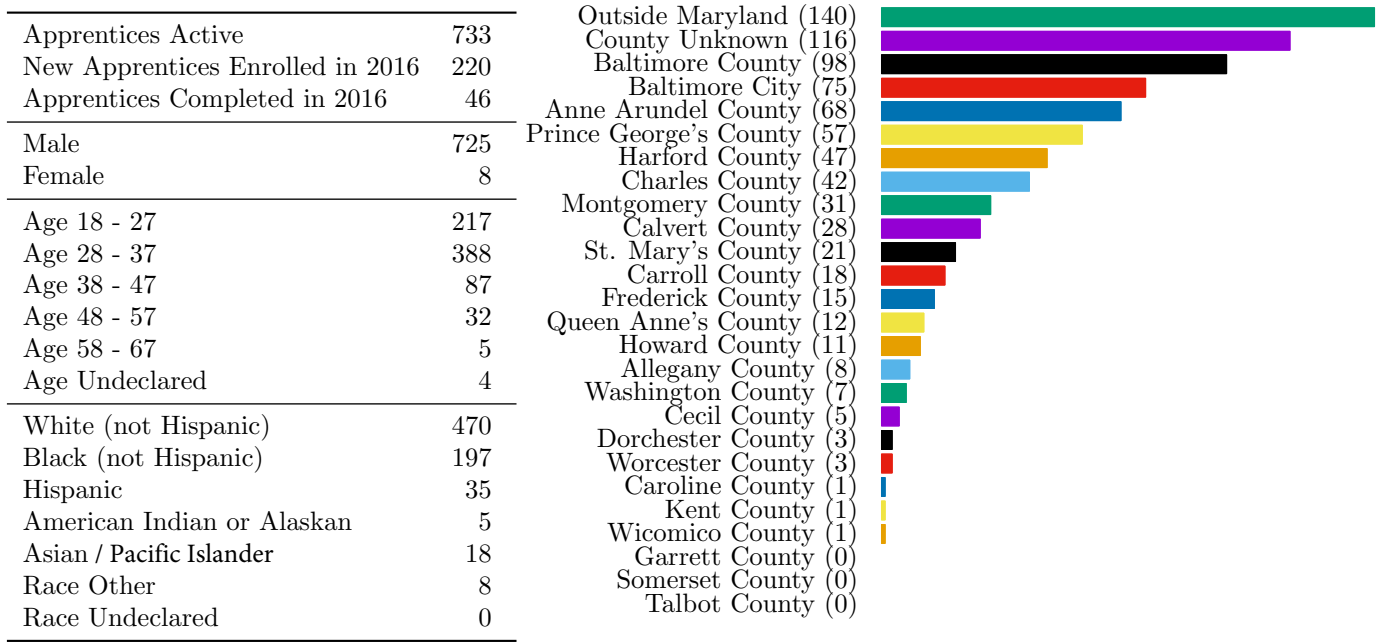 Apprentices Active 733
New Apprentices Enrolled in 2016 220
Apprentices Completed in 2016 46
Male 725
Female 8
Age 18 - 27 217
Age 28 - 37 388
Age 38 - 47 87
Age 48 - 57 32
Age 58 - 67 5
Age Undeclared 4
White (not Hispanic) 470
Black (not Hispanic) 197
Hispanic 35
American Indian or Alaskan 5
Asian / Pacific Islander 18
Race Other 8
Race Undeclared 0
Outside Maryland (140)
County Unknown (116)
Baltimore County (98)
Baltimore City (75)
Anne Arundel County (68)
Prince George's County (57)
Harford County (47)
Charles County (42)
Montgomery County (31)
Calvert County (28)
St. Mary's County (21)
Carroll County (18)
Frederick County (15)
Queen Anne's County (12)
Howard County (11)
Allegany County (8)
Washington County (7)
Cecil County (5)
Dorchester County (3)
Worcester County (3)
Caroline County (1)
Kent County (1)
Wicomico County (1)
Garrett County (0)
Somerset County (0)
Talbot County (0)